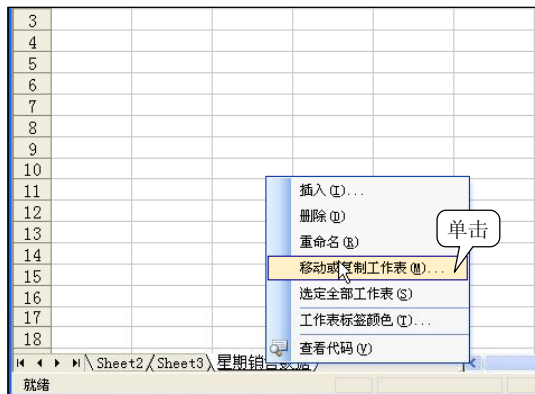 3
4
5
6
7
8
9
10
11
插入(I)...
12
删除(D)
13
重命名(R)
单击
14
移动或复制工作表(M)...
15
16
选定全部工作表(S)
17
工作表标签颜色(T)...
18
查看代码(V)
Sheet2 Sheet3 星期销售数据
就绪